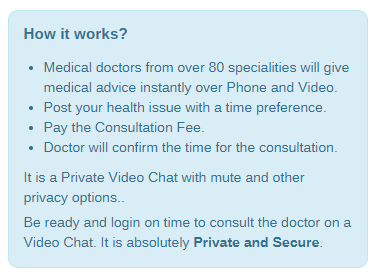 How it works?
Medical doctors from over 80 specialities will give
medical advice instantly over Phone and Video.
Post your health issue with a time preference.
Pay the Consultation Fee.
Doctor will confirm the time for the consultation.
It is a Private Video Chat with mute and other
privacy options..
Be ready and login on time to consult the doctor on a
Video Chat. It is absolutely Private and Secure.